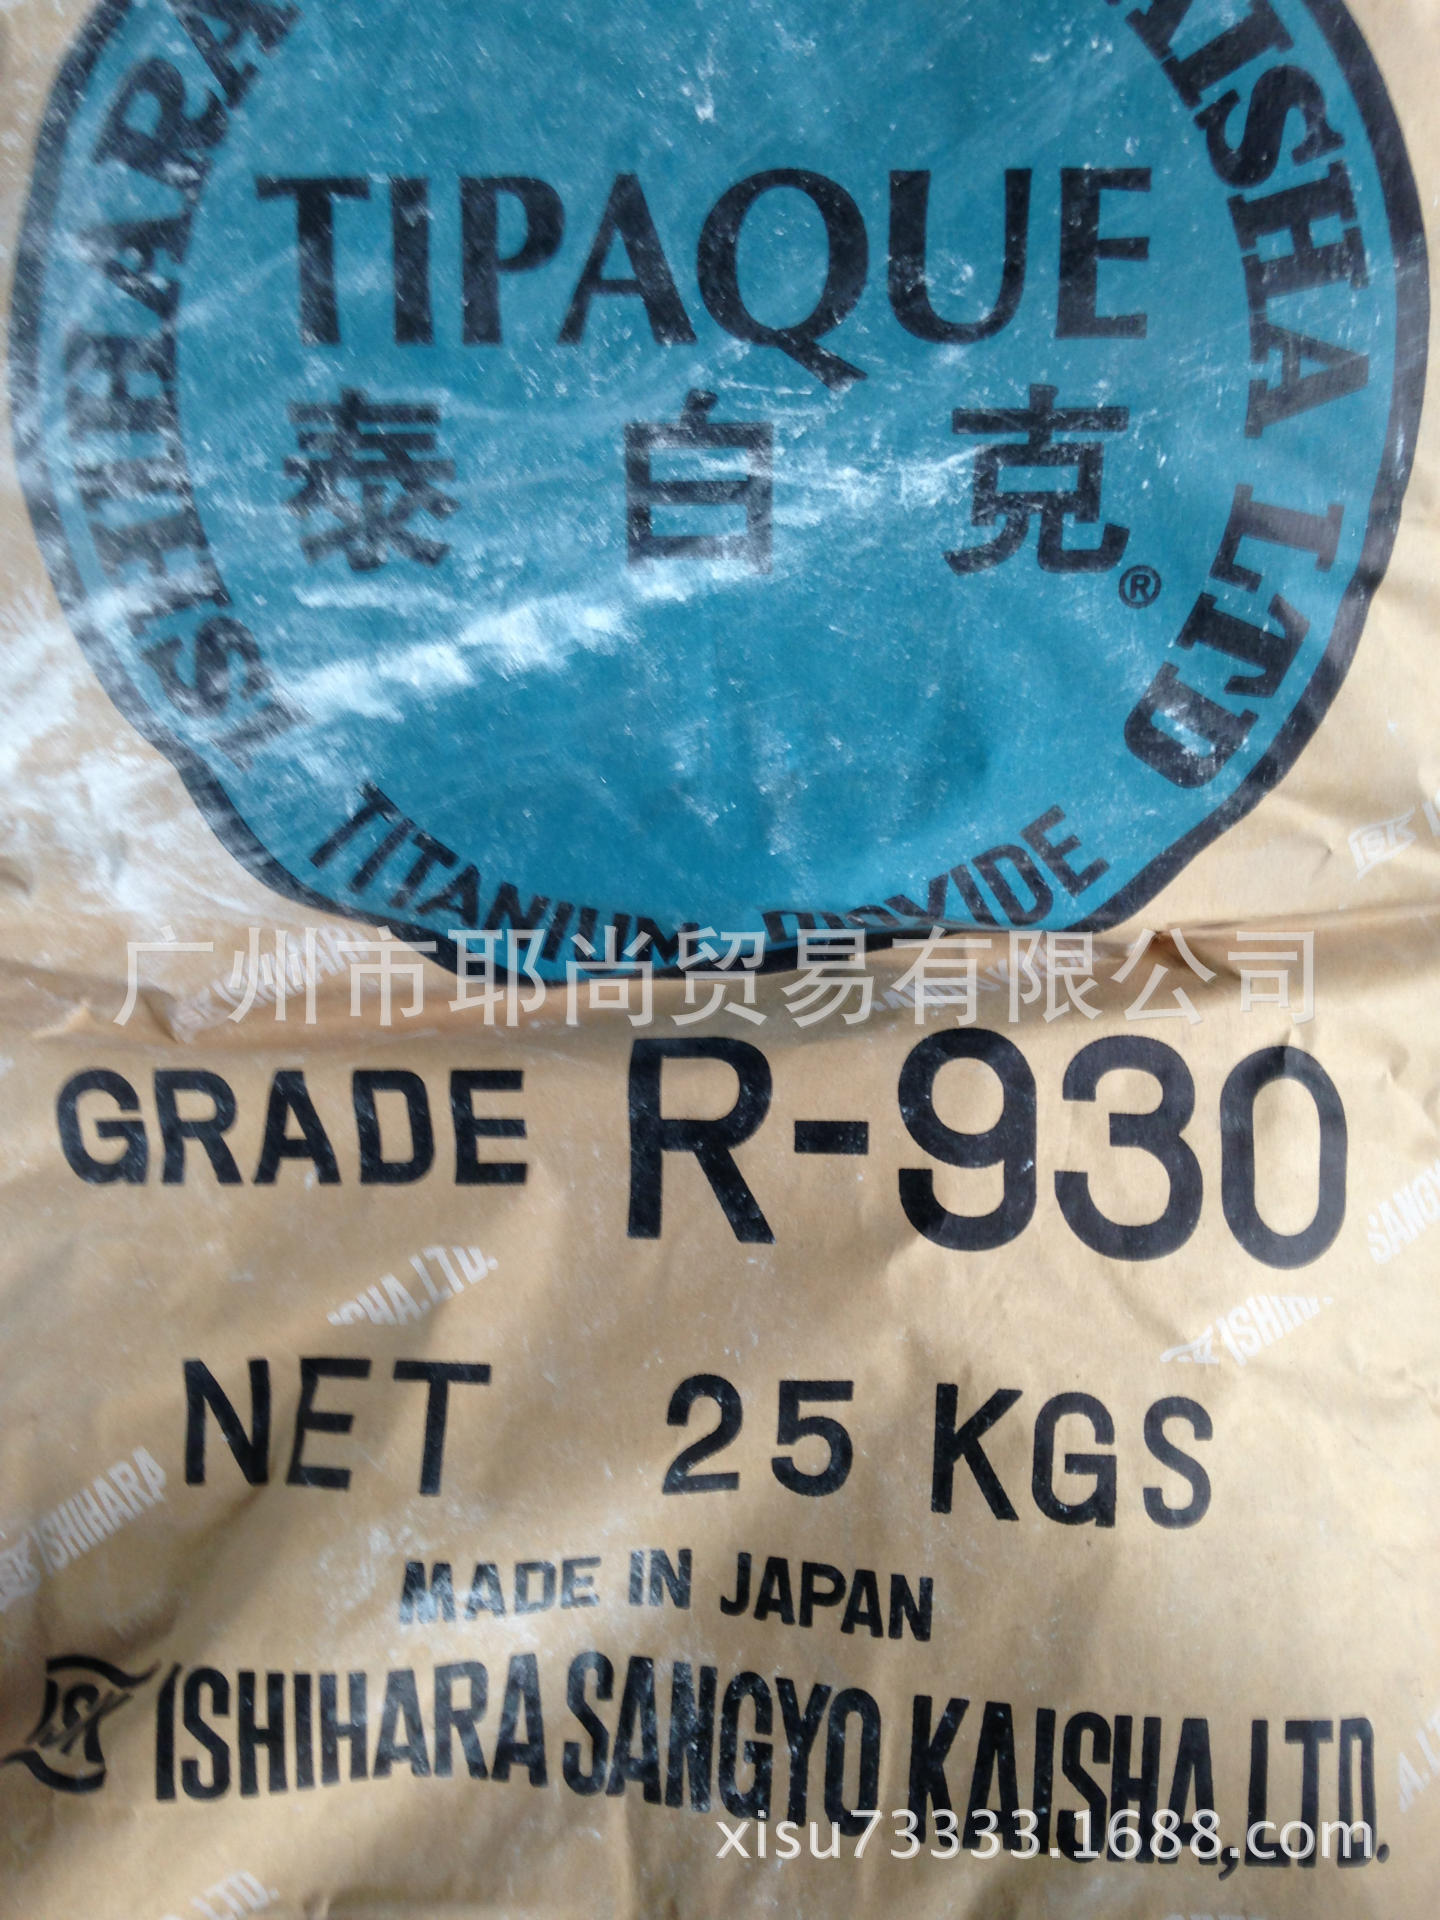 ISHIHARA
KAISHA LTD
TIPAQUE
泰白克®
TITANIUM DIOXIDE
广州市耶尚贸易有限公司
GRADE R-930
NET 25 KGS
MADE IN JAPAN
ISK ISHIHARA SANGYO KAISHA, LTD.
xisu73333.1688.com